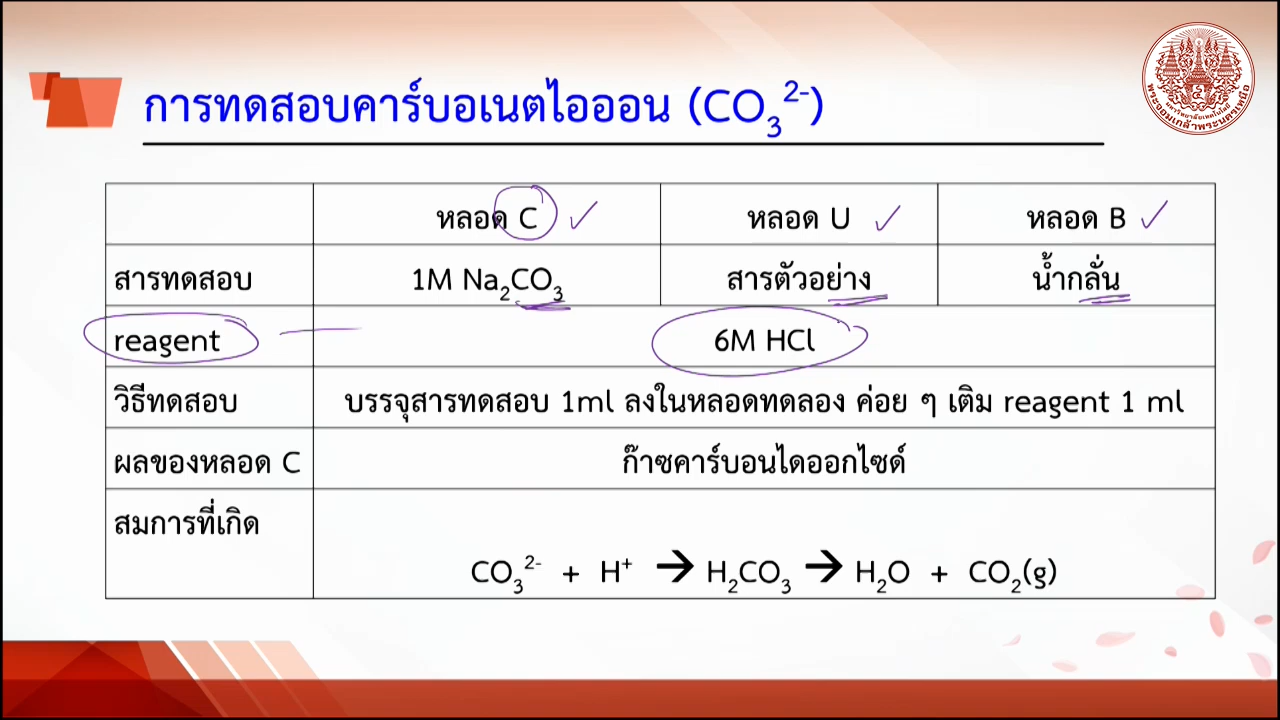 การทดสอบคาร์บอเนตไอออน (CO₃²⁻)
หลอด C หลอด U หลอด B
สารทดสอบ 1M Na₂CO₃ สารตัวอย่าง น้ำกลั่น
reagent 6M HCl
วิธีทดสอบ บรรจุสารทดสอบ 1ml ลงในหลอดทดลอง ค่อย ๆ เติม reagent 1 ml
ผลของหลอด C ก๊าซคาร์บอนไดออกไซด์
สมการที่เกิด
CO₃²⁻ + H⁺ → H₂CO₃ → H₂O + CO₂(g)